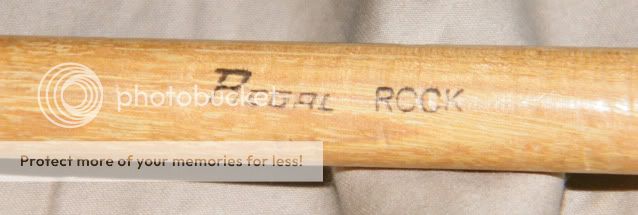 REGAL ROCK
photobucket
Protect more of your memories for less!